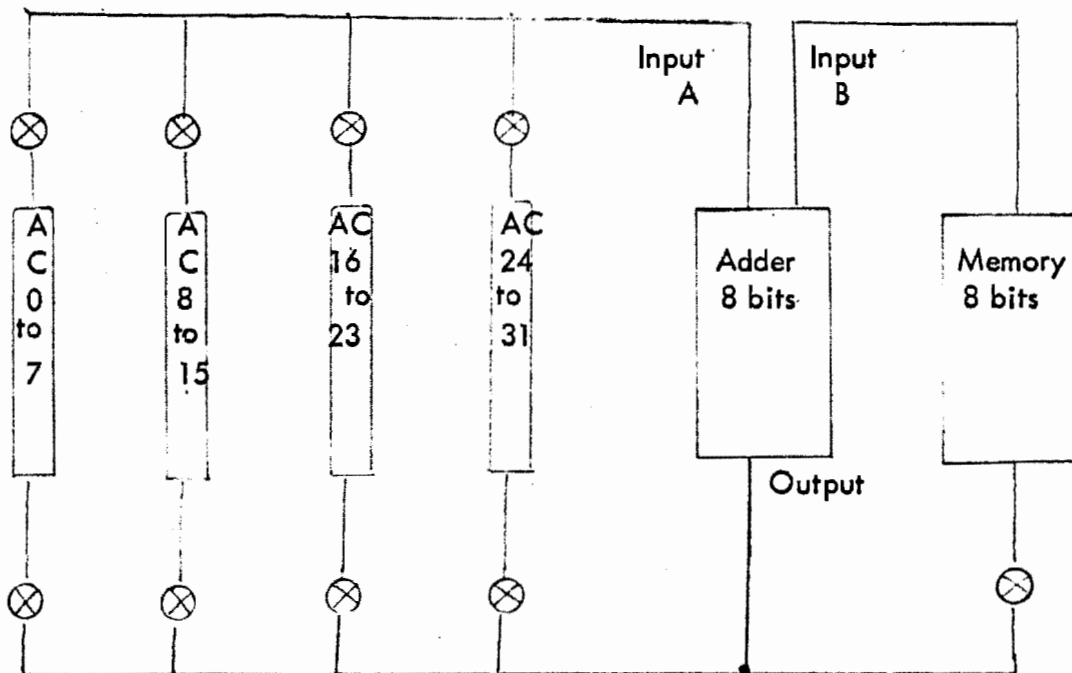 Input
A
Input
B
A
C
0
to
7
A
C
8
to
15
AC
16
to
23
AC
24
to
31
Adder
8 bits
Memory
8 bits
Output